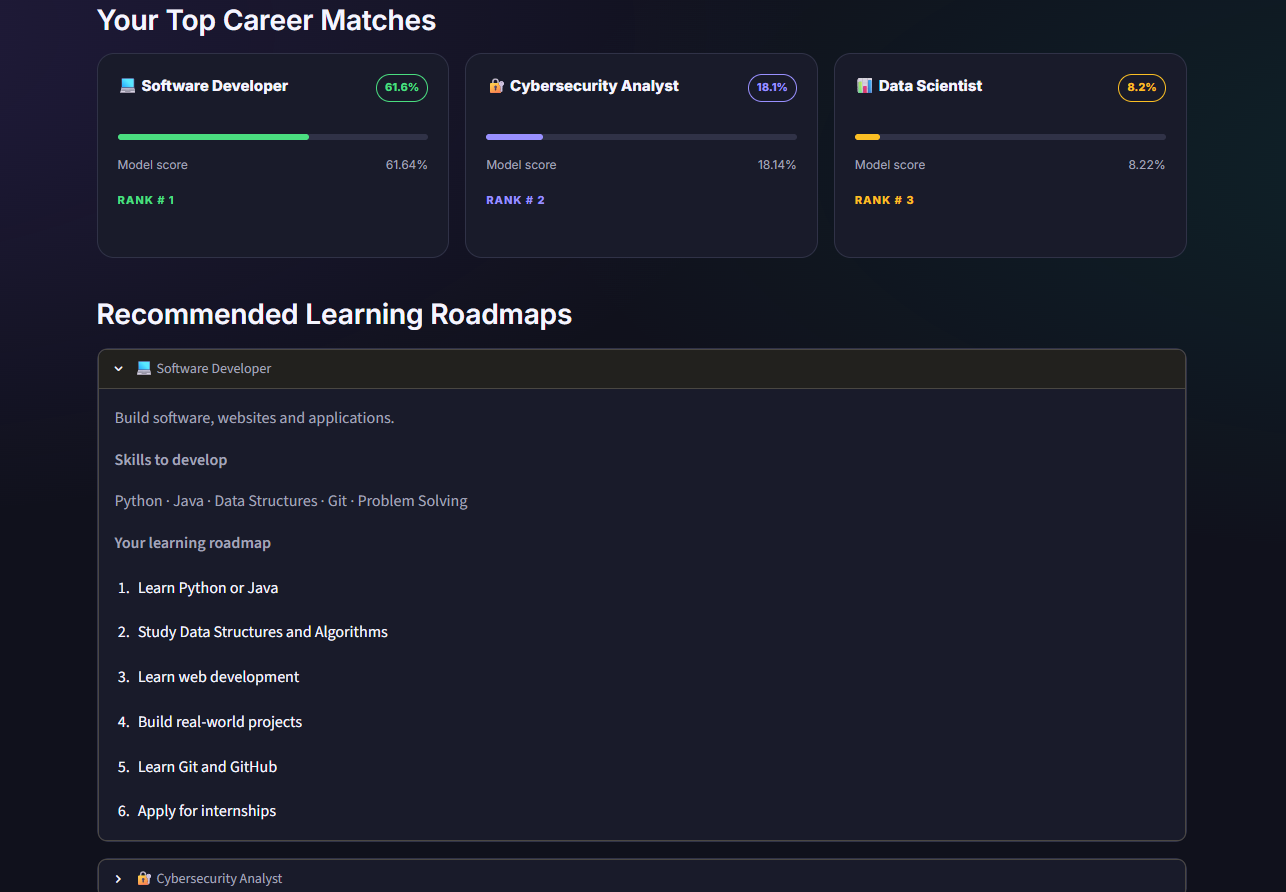 Your Top Career Matches
Software Developer 61.6%
Model score 61.64%
RANK # 1
Cybersecurity Analyst 18.1%
Model score 18.14%
RANK # 2
Data Scientist 8.2%
Model score 8.22%
RANK # 3
Recommended Learning Roadmaps
Software Developer
Build software, websites and applications.
Skills to develop
Python · Java · Data Structures · Git · Problem Solving
Your learning roadmap
1. Learn Python or Java
2. Study Data Structures and Algorithms
3. Learn web development
4. Build real-world projects
5. Learn Git and GitHub
6. Apply for internships
Cybersecurity Analyst